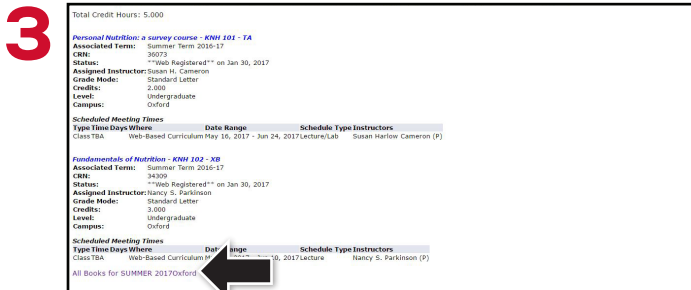 3
Total Credit Hours: 5.000
Personal Nutrition: a survey course - KNH 101 - TA
Associated Term: Summer Term 2016-17
CRN: 36073
Status: **Web Registered** on Jan 30, 2017
Assigned Instructor: Susan H. Cameron
Grade Mode: Standard Letter
Credits: 2.000
Level: Undergraduate
Campus: Oxford
Scheduled Meeting Times
Type Time Days Where Date Range Schedule Type Instructors
Class TBA Web-Based Curriculum May 16, 2017 - Jun 24, 2017 Lecture/Lab Susan Harlow Cameron (P)
Fundamentals of Nutrition - KNH 102 - XB
Associated Term: Summer Term 2016-17
CRN: 34309
Status: **Web Registered** on Jan 30, 2017
Assigned Instructor: Nancy S. Parkinson
Grade Mode: Standard Letter
Credits: 3.000
Level: Undergraduate
Campus: Oxford
Scheduled Meeting Times
Type Time Days Where Schedule Type Instructors
Class TBA Web-Based Curriculum 2017 Lecture Nancy S. Parkinson (P)
All Books for SUMMER 2017Oxford